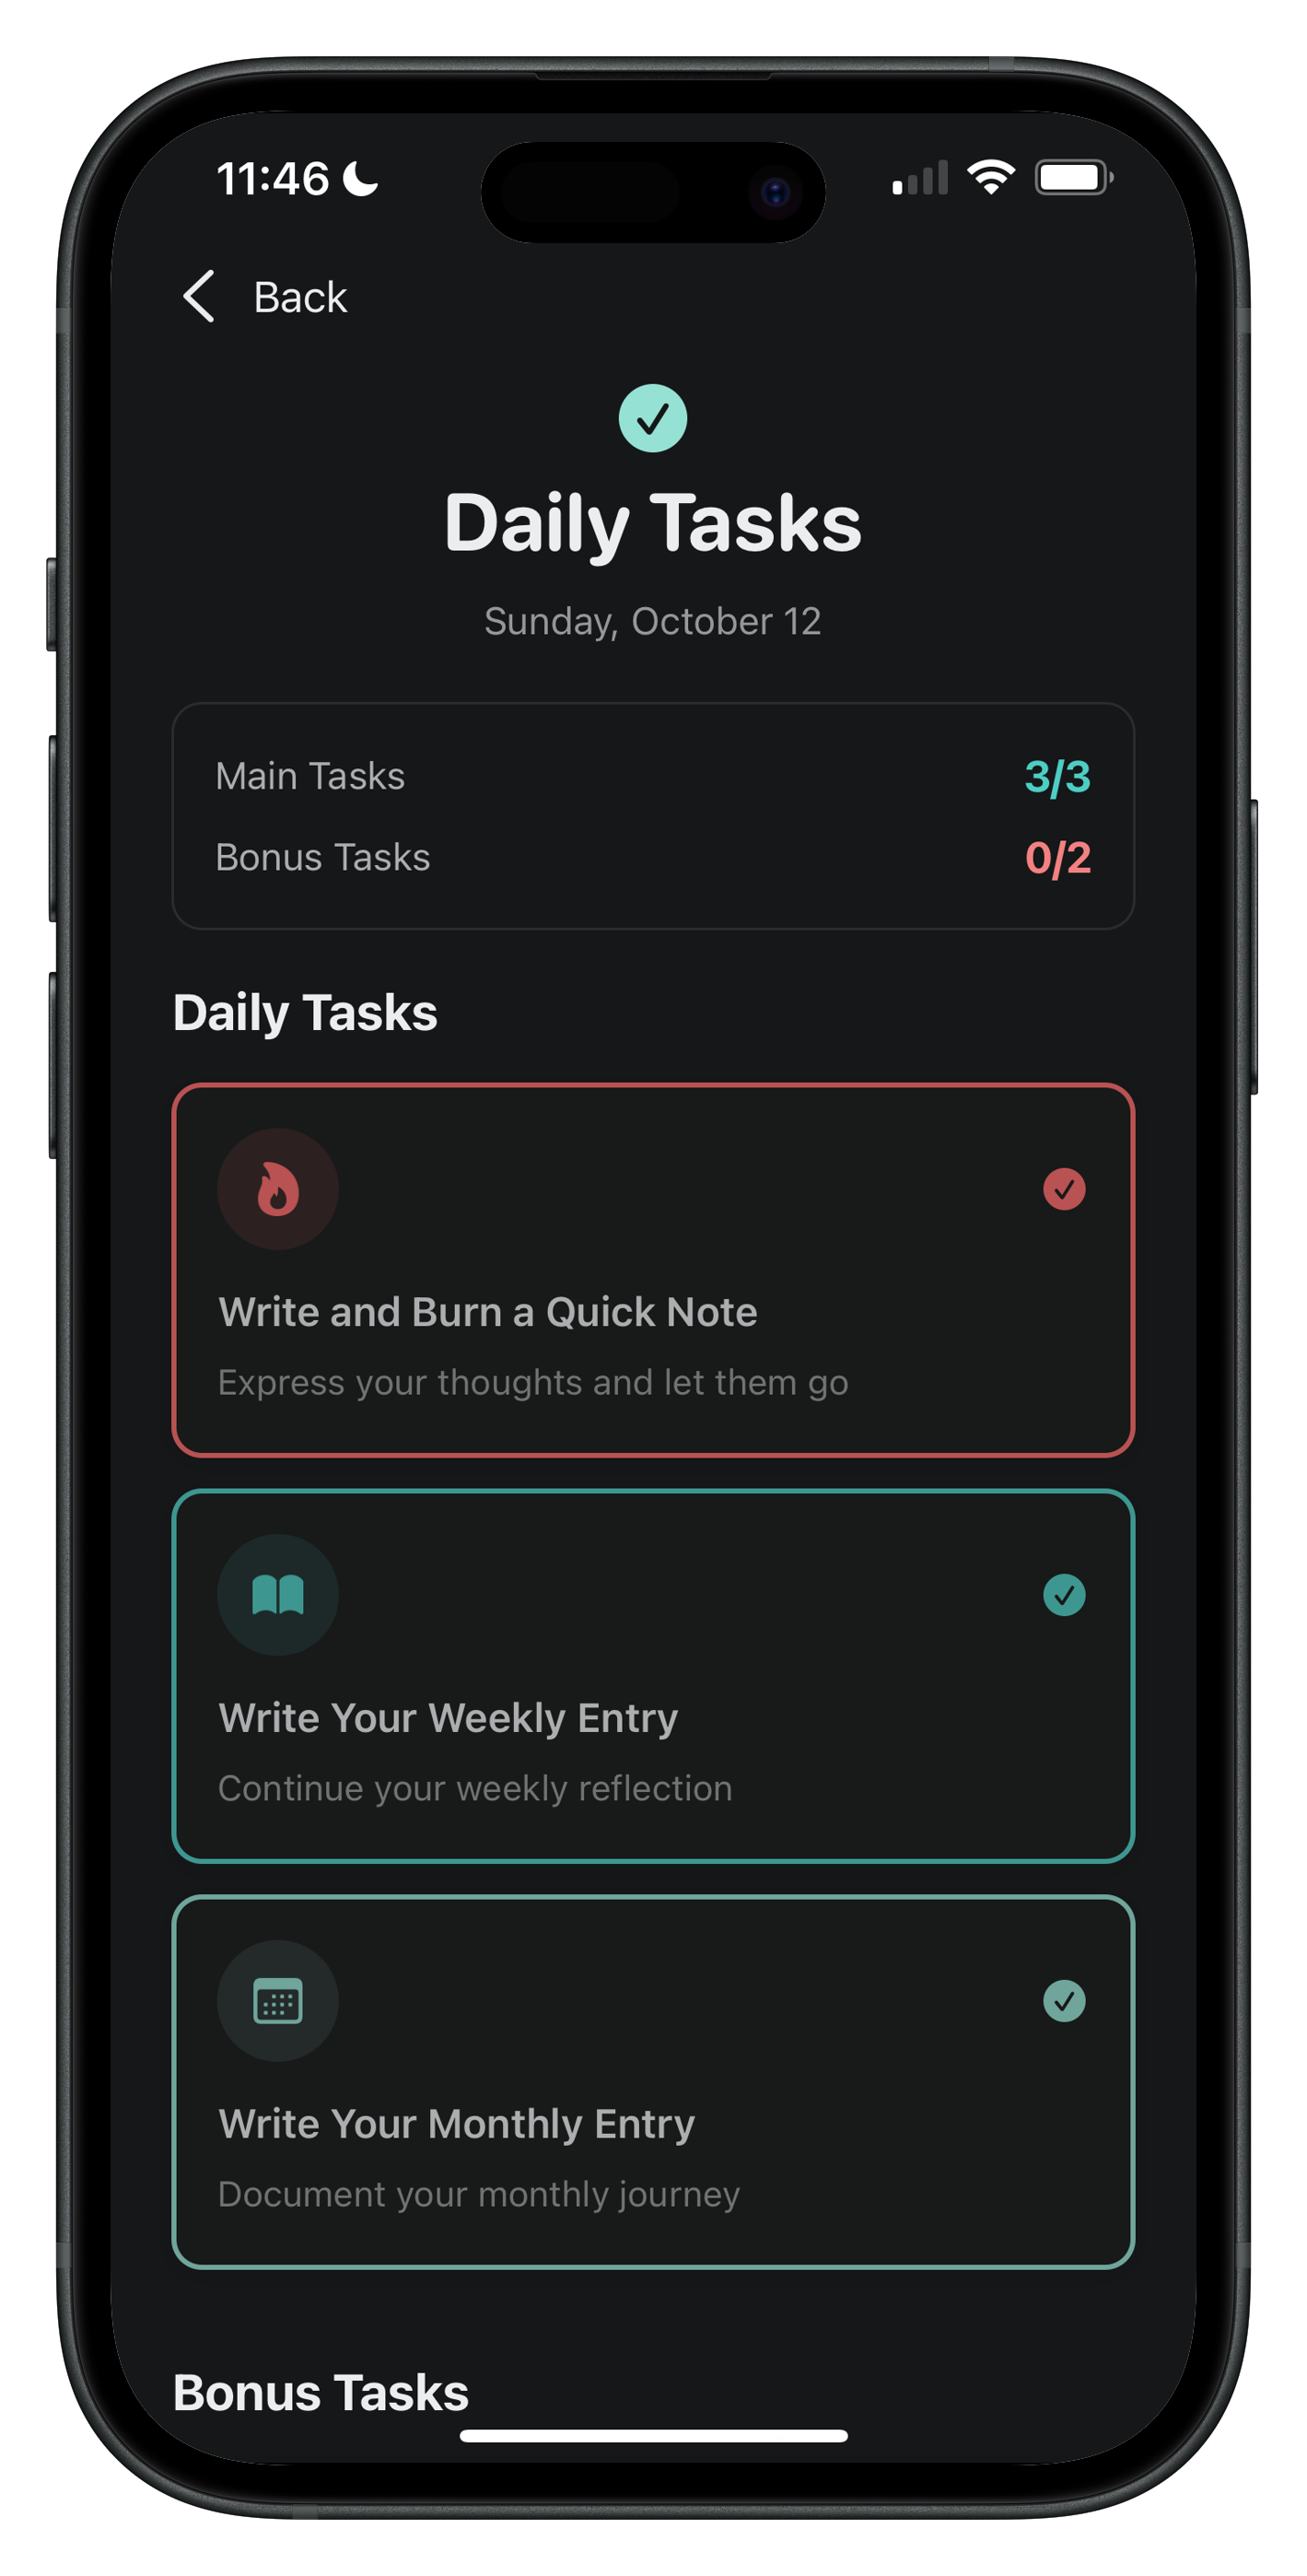 11:46
Back
Daily Tasks
Sunday, October 12
Main Tasks 3/3
Bonus Tasks 0/2
Daily Tasks
Write and Burn a Quick Note
Express your thoughts and let them go
Write Your Weekly Entry
Continue your weekly reflection
Write Your Monthly Entry
Document your monthly journey
Bonus Tasks